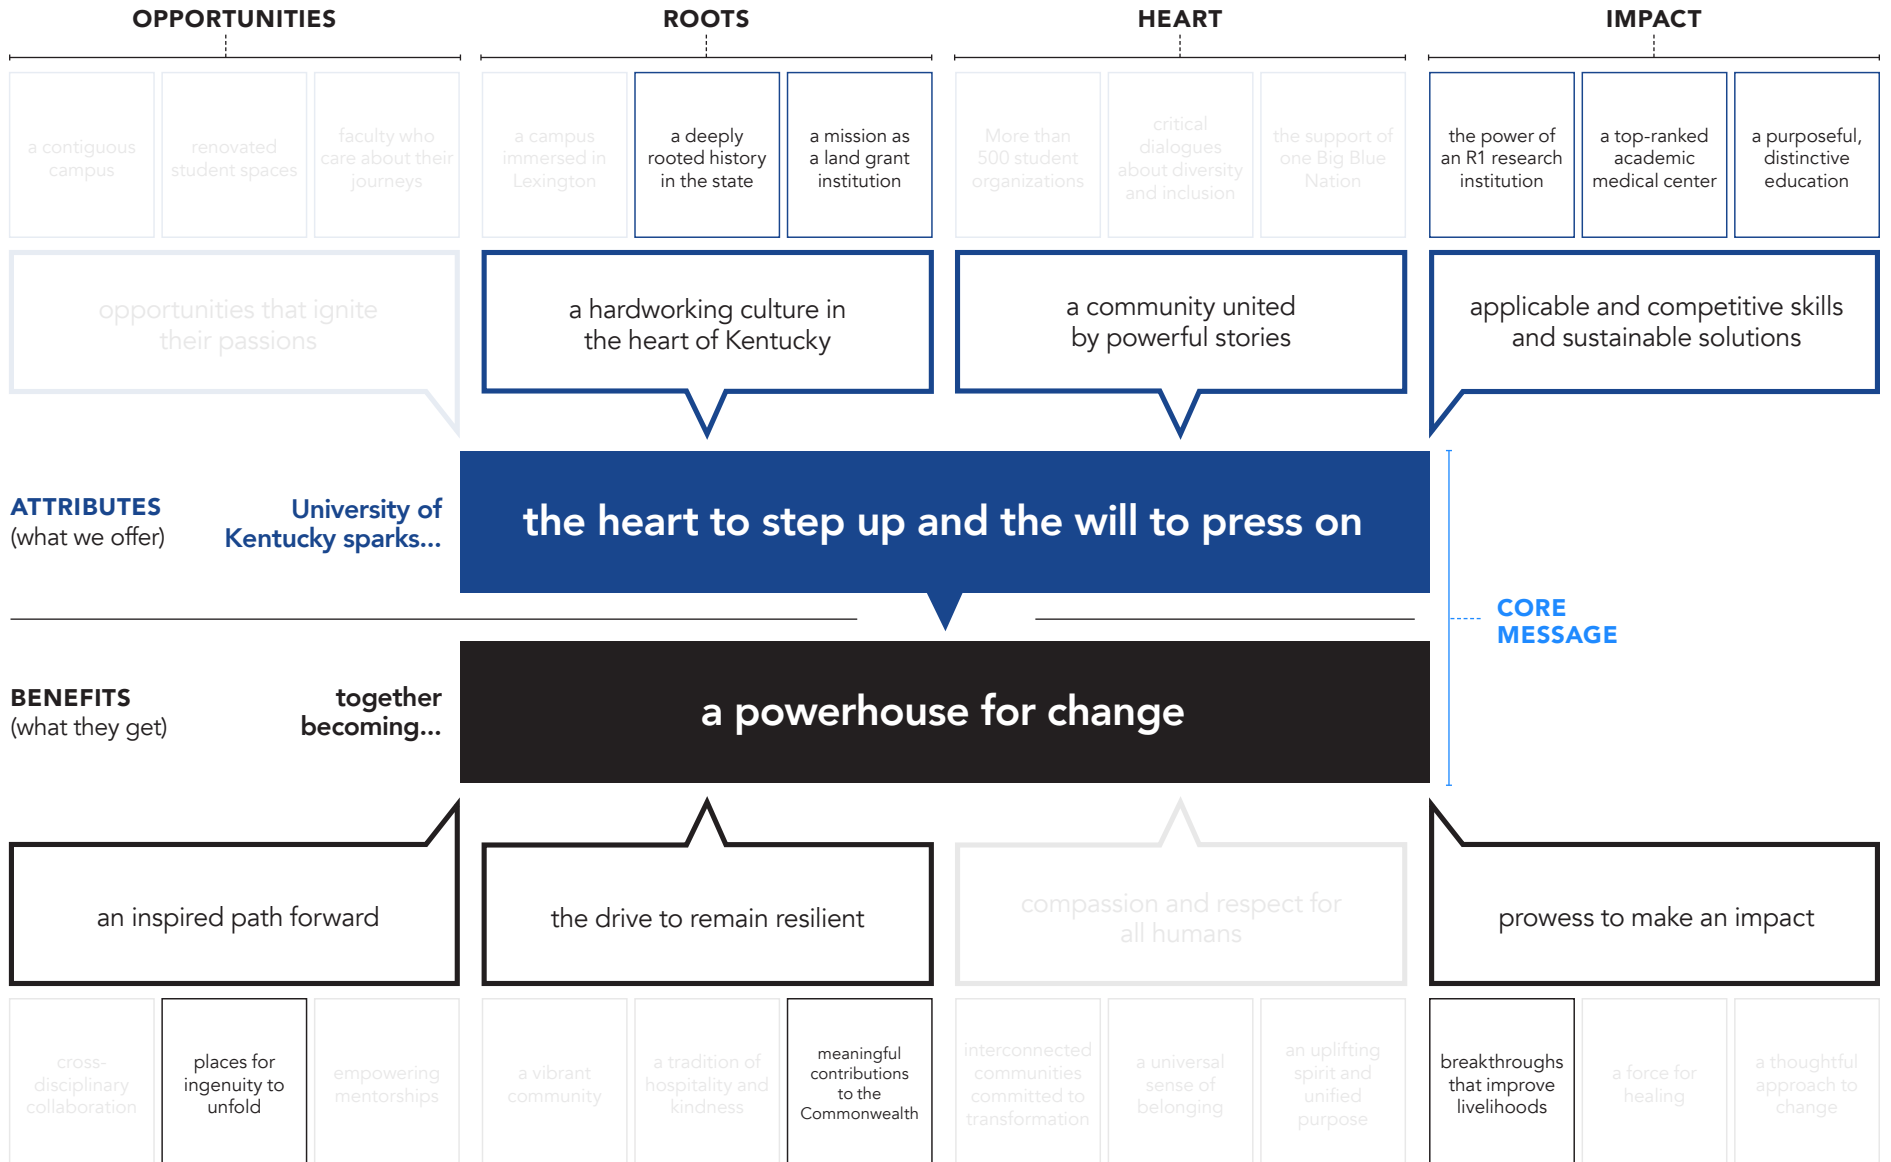 OPPORTUNITIES
ROOTS
HEART
IMPACT
a contiguous
campus
renovated
student spaces
faculty who
care about their
journeys
a campus
immersed in
Lexington
a deeply
rooted history
in the state
a mission as
a land grant
institution
More than
500 student
organizations
critical
dialogues
about diversity
and inclusion
the support of
one Big Blue
Nation
the power of
an R1 research
institution
a top-ranked
academic
medical center
a purposeful,
distinctive
education
opportunities that ignite
their passions
a hardworking culture in
the heart of Kentucky
a community united
by powerful stories
applicable and competitive skills
and sustainable solutions
ATTRIBUTES
(what we offer)
University of
Kentucky sparks...
the heart to step up and the will to press on
CORE
MESSAGE
BENEFITS
(what they get)
together
becoming...
a powerhouse for change
an inspired path forward
the drive to remain resilient
compassion and respect for
all humans
prowess to make an impact
cross-
disciplinary
collaboration
places for
ingenuity to
unfold
empowering
mentorships
a vibrant
community
a tradition of
hospitality and
kindness
meaningful
contributions
to the
Commonwealth
interconnected
communities
committed to
transformation
a universal
sense of
belonging
an uplifting
spirit and
unified
purpose
breakthroughs
that improve
livelihoods
a force for
healing
a thoughtful
approach to
change